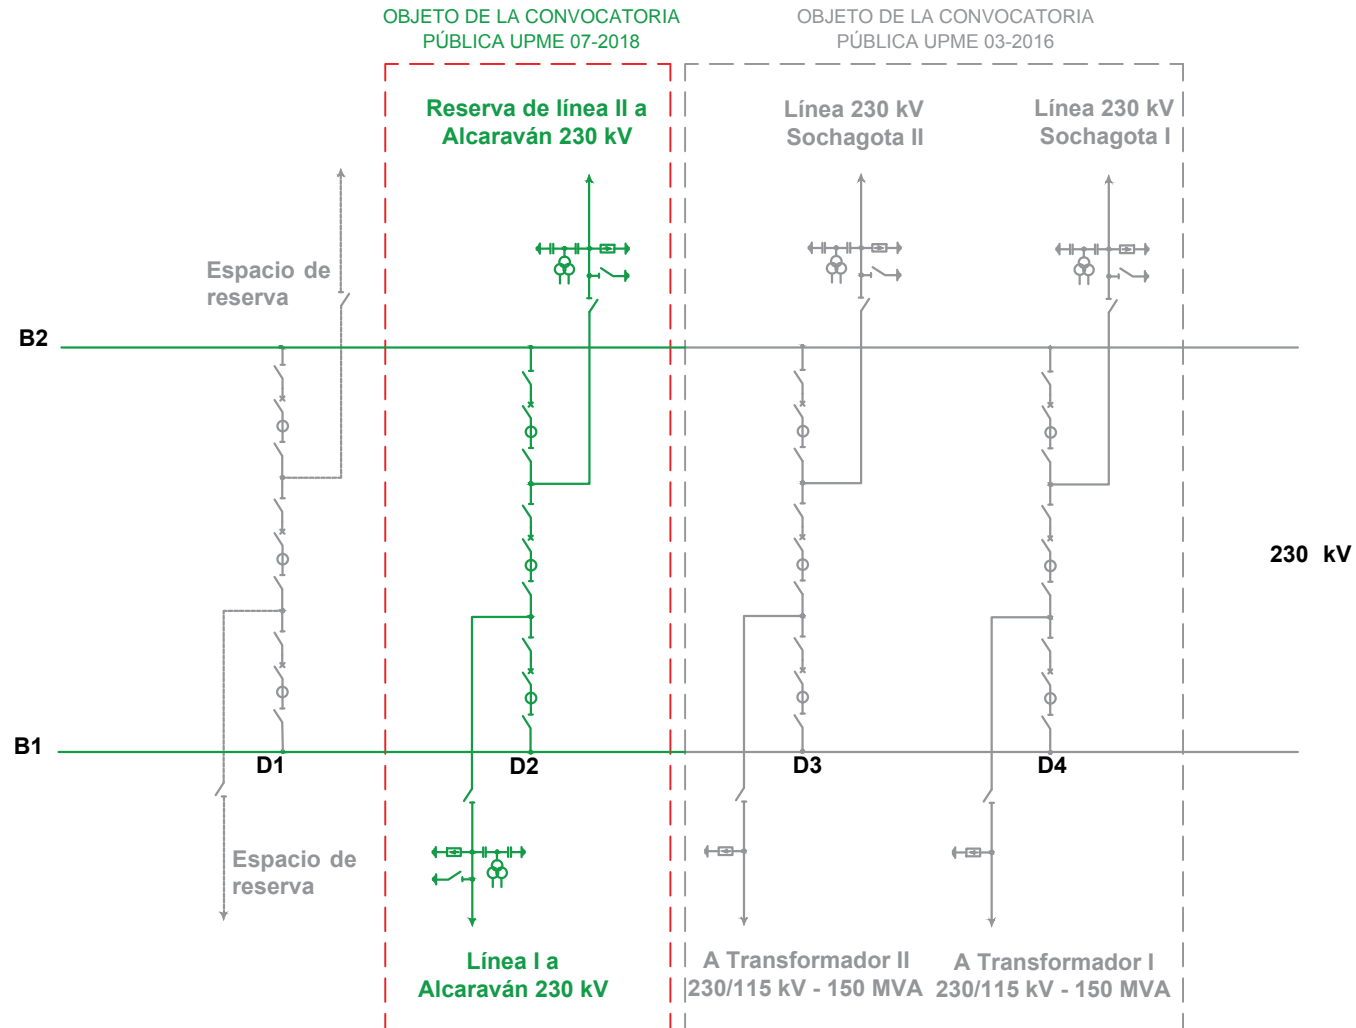 OBJETO DE LA CONVOCATORIA
PÚBLICA UPME 07-2018
OBJETO DE LA CONVOCATORIA
PÚBLICA UPME 03-2016
Reserva de línea II a
Alcaraván 230 kV
Línea 230 kV
Sochagota II
Línea 230 kV
Sochagota I
Espacio de
reserva
B2
230 kV
B1
D1
D2
D3
D4
Espacio de
reserva
Línea I a
Alcaraván 230 kV
A Transformador II
230/115 kV - 150 MVA
A Transformador I
230/115 kV - 150 MVA